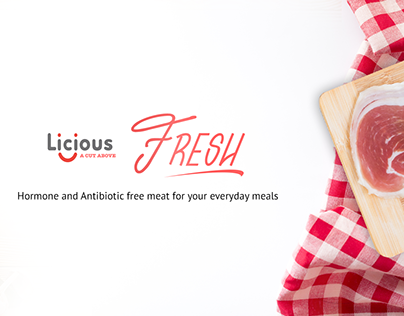 Licious
A CUT ABOVE
FRESH
Hormone and Antibiotic free meat for your everyday meals